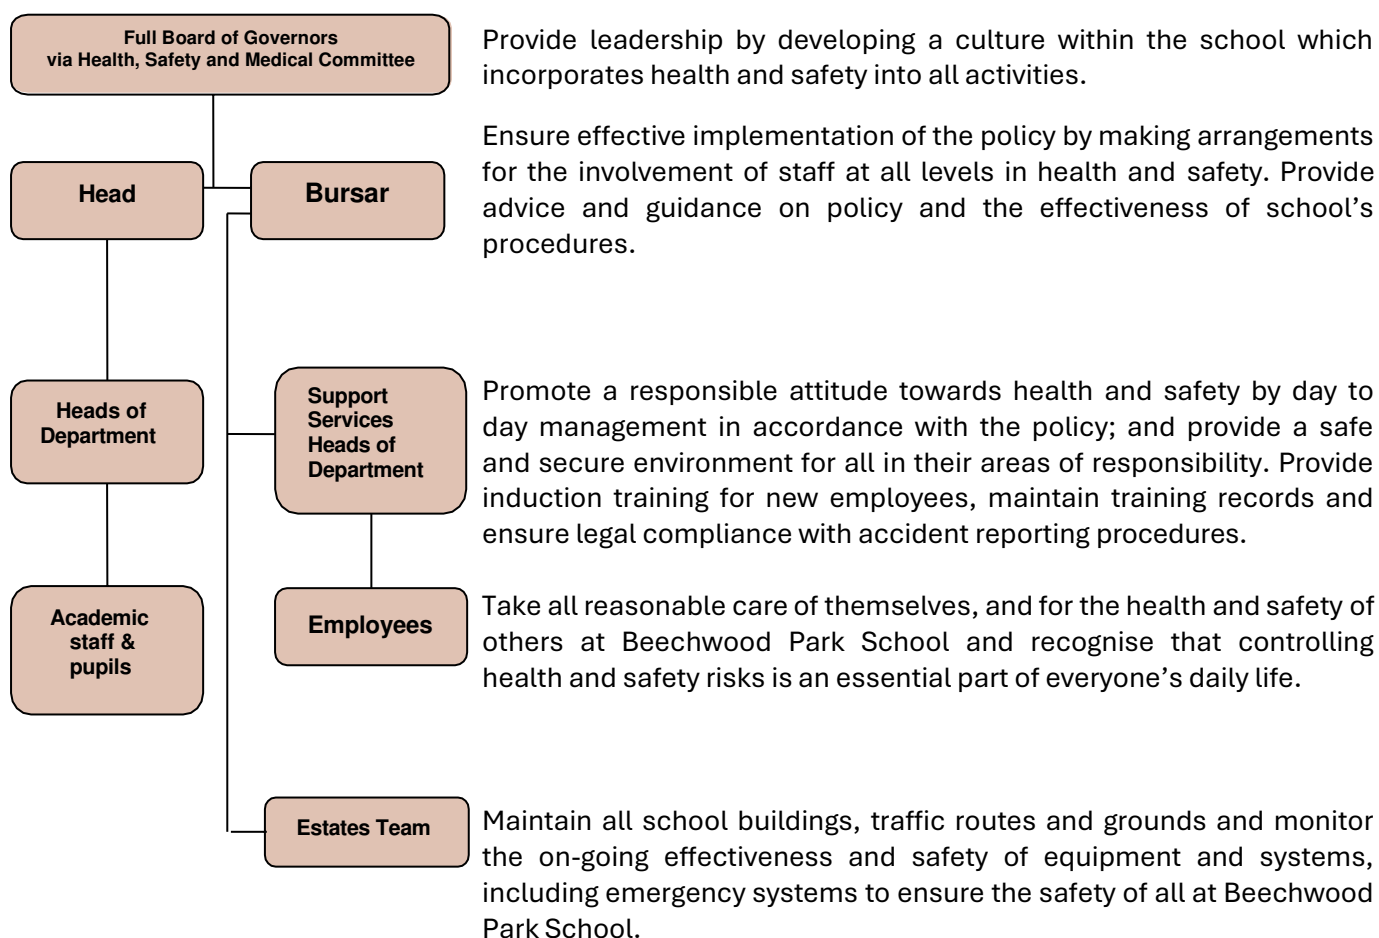 Full Board of Governors
via Health, Safety and Medical Committee
Provide leadership by developing a culture within the school which
incorporates health and safety into all activities.
Head
Bursar
Ensure effective implementation of the policy by making arrangements
for the involvement of staff at all levels in health and safety. Provide
advice and guidance on policy and the effectiveness of school’s
procedures.
Heads of
Department
Support
Services
Heads of
Department
Promote a responsible attitude towards health and safety by day to
day management in accordance with the policy; and provide a safe
and secure environment for all in their areas of responsibility. Provide
induction training for new employees, maintain training records and
ensure legal compliance with accident reporting procedures.
Academic
staff &
pupils
Employees
Take all reasonable care of themselves, and for the health and safety of
others at Beechwood Park School and recognise that controlling
health and safety risks is an essential part of everyone’s daily life.
Estates Team
Maintain all school buildings, traffic routes and grounds and monitor
the on-going effectiveness and safety of equipment and systems,
including emergency systems to ensure the safety of all at Beechwood
Park School.